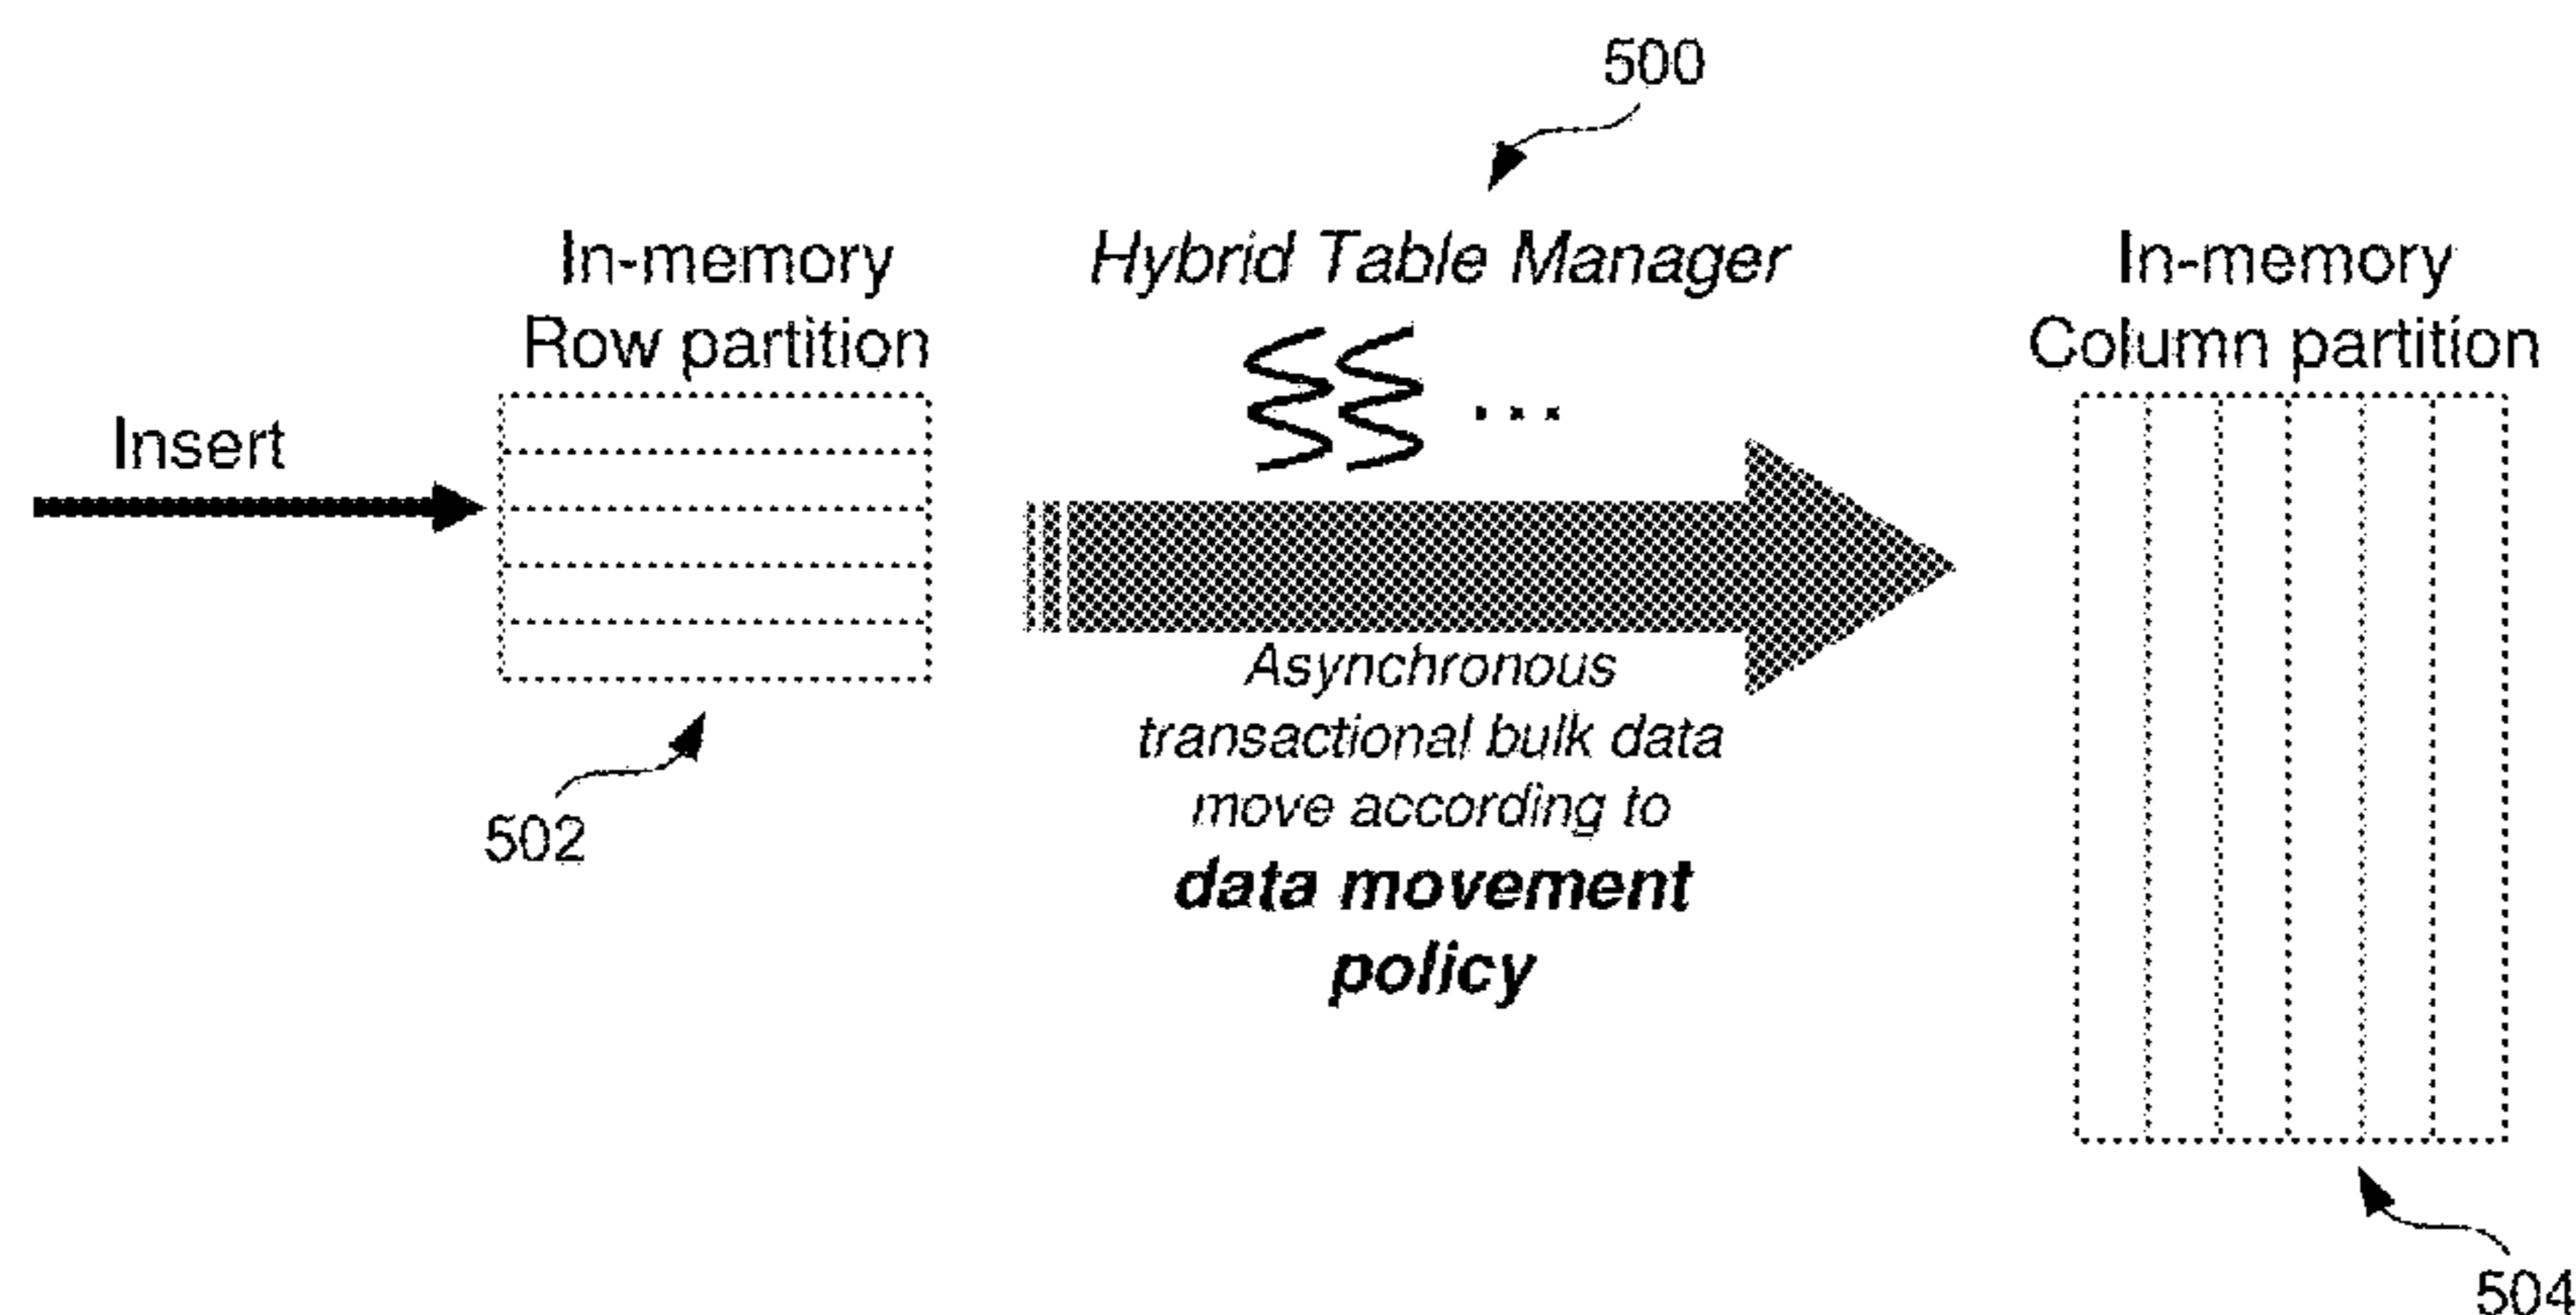 500
In-memory
Row partition
Hybrid Table Manager
In-memory
Column partition
Insert
...
Asynchronous
transactional bulk data
move according to
data movement
policy
502
504